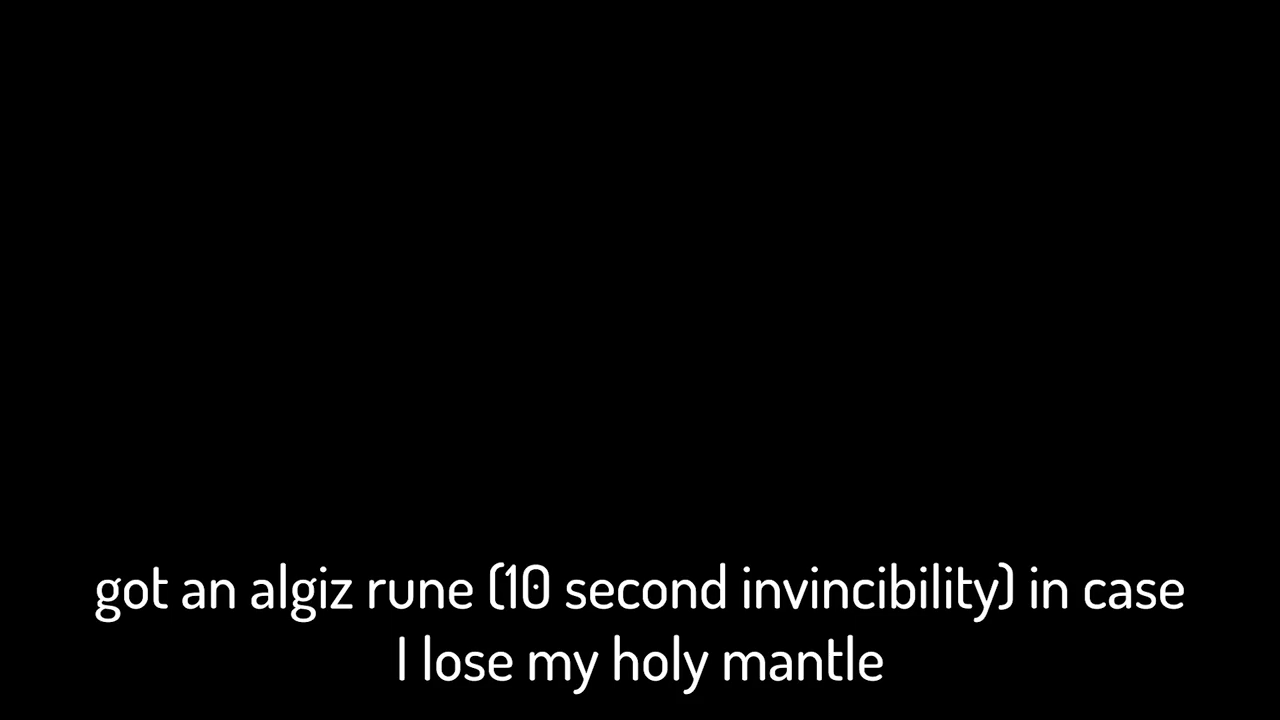 got an algiz rune (10 second invincibility) in case
I lose my holy mantle